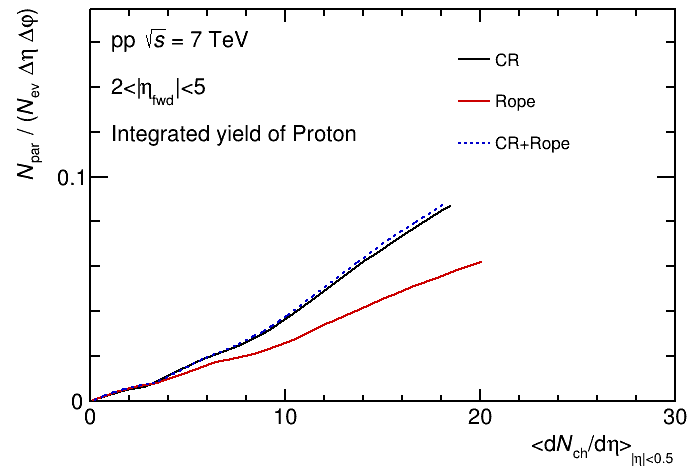 N_par / (N_ev Δη Δφ)
pp √s = 7 TeV
2<|η_fwd|<5
Integrated yield of Proton
CR
Rope
CR+Rope
0.1
0
0 10 20 30
<dN_ch/dη>_|η|<0.5